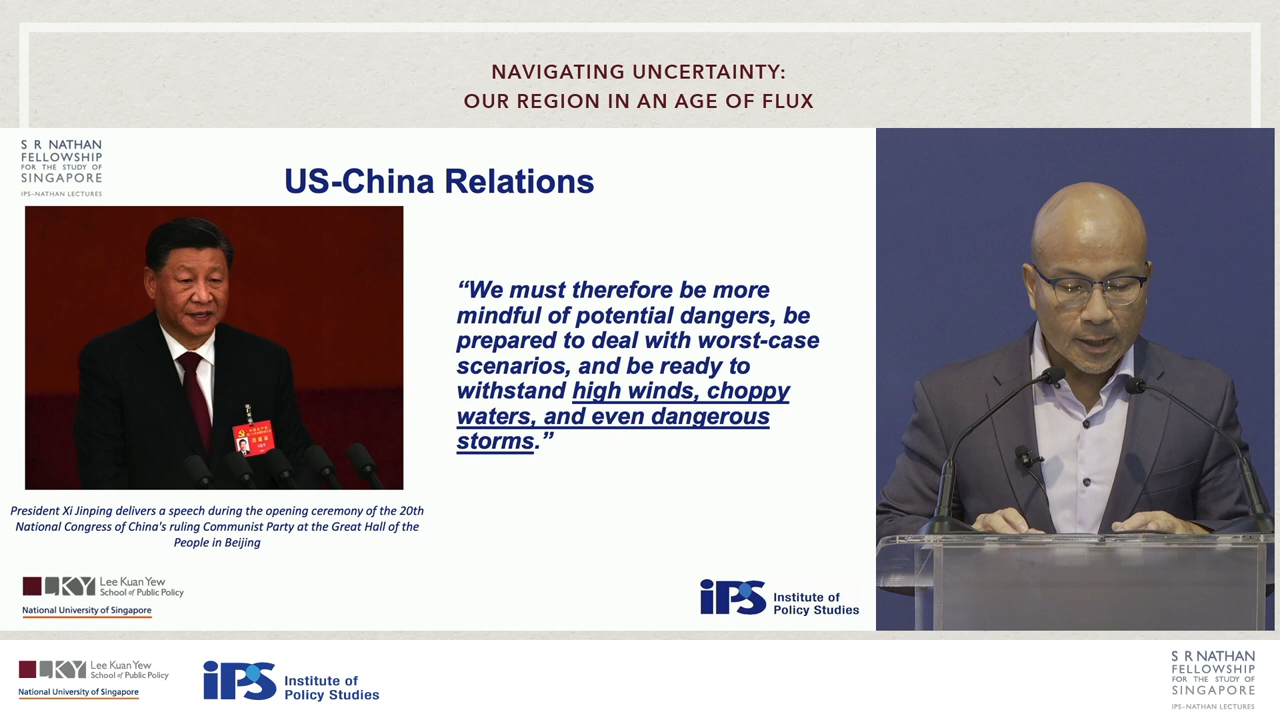 NAVIGATING UNCERTAINTY:
OUR REGION IN AN AGE OF FLUX
S R NATHAN
FELLOWSHIP
FOR THE STUDY OF
SINGAPORE
IPS–NATHAN LECTURES
US-China Relations
“We must therefore be more
mindful of potential dangers, be
prepared to deal with worst-case
scenarios, and be ready to
withstand high winds, choppy
waters, and even dangerous
storms.”
President Xi Jinping delivers a speech during the opening ceremony of the 20th
National Congress of China's ruling Communist Party at the Great Hall of the
People in Beijing
LKY Lee Kuan Yew
School of Public Policy
National University of Singapore
iPS Institute of
Policy Studies
LKY Lee Kuan Yew
School of Public Policy
National University of Singapore
iPS Institute of
Policy Studies
S R NATHAN
FELLOWSHIP
FOR THE STUDY OF
SINGAPORE
IPS–NATHAN LECTURES